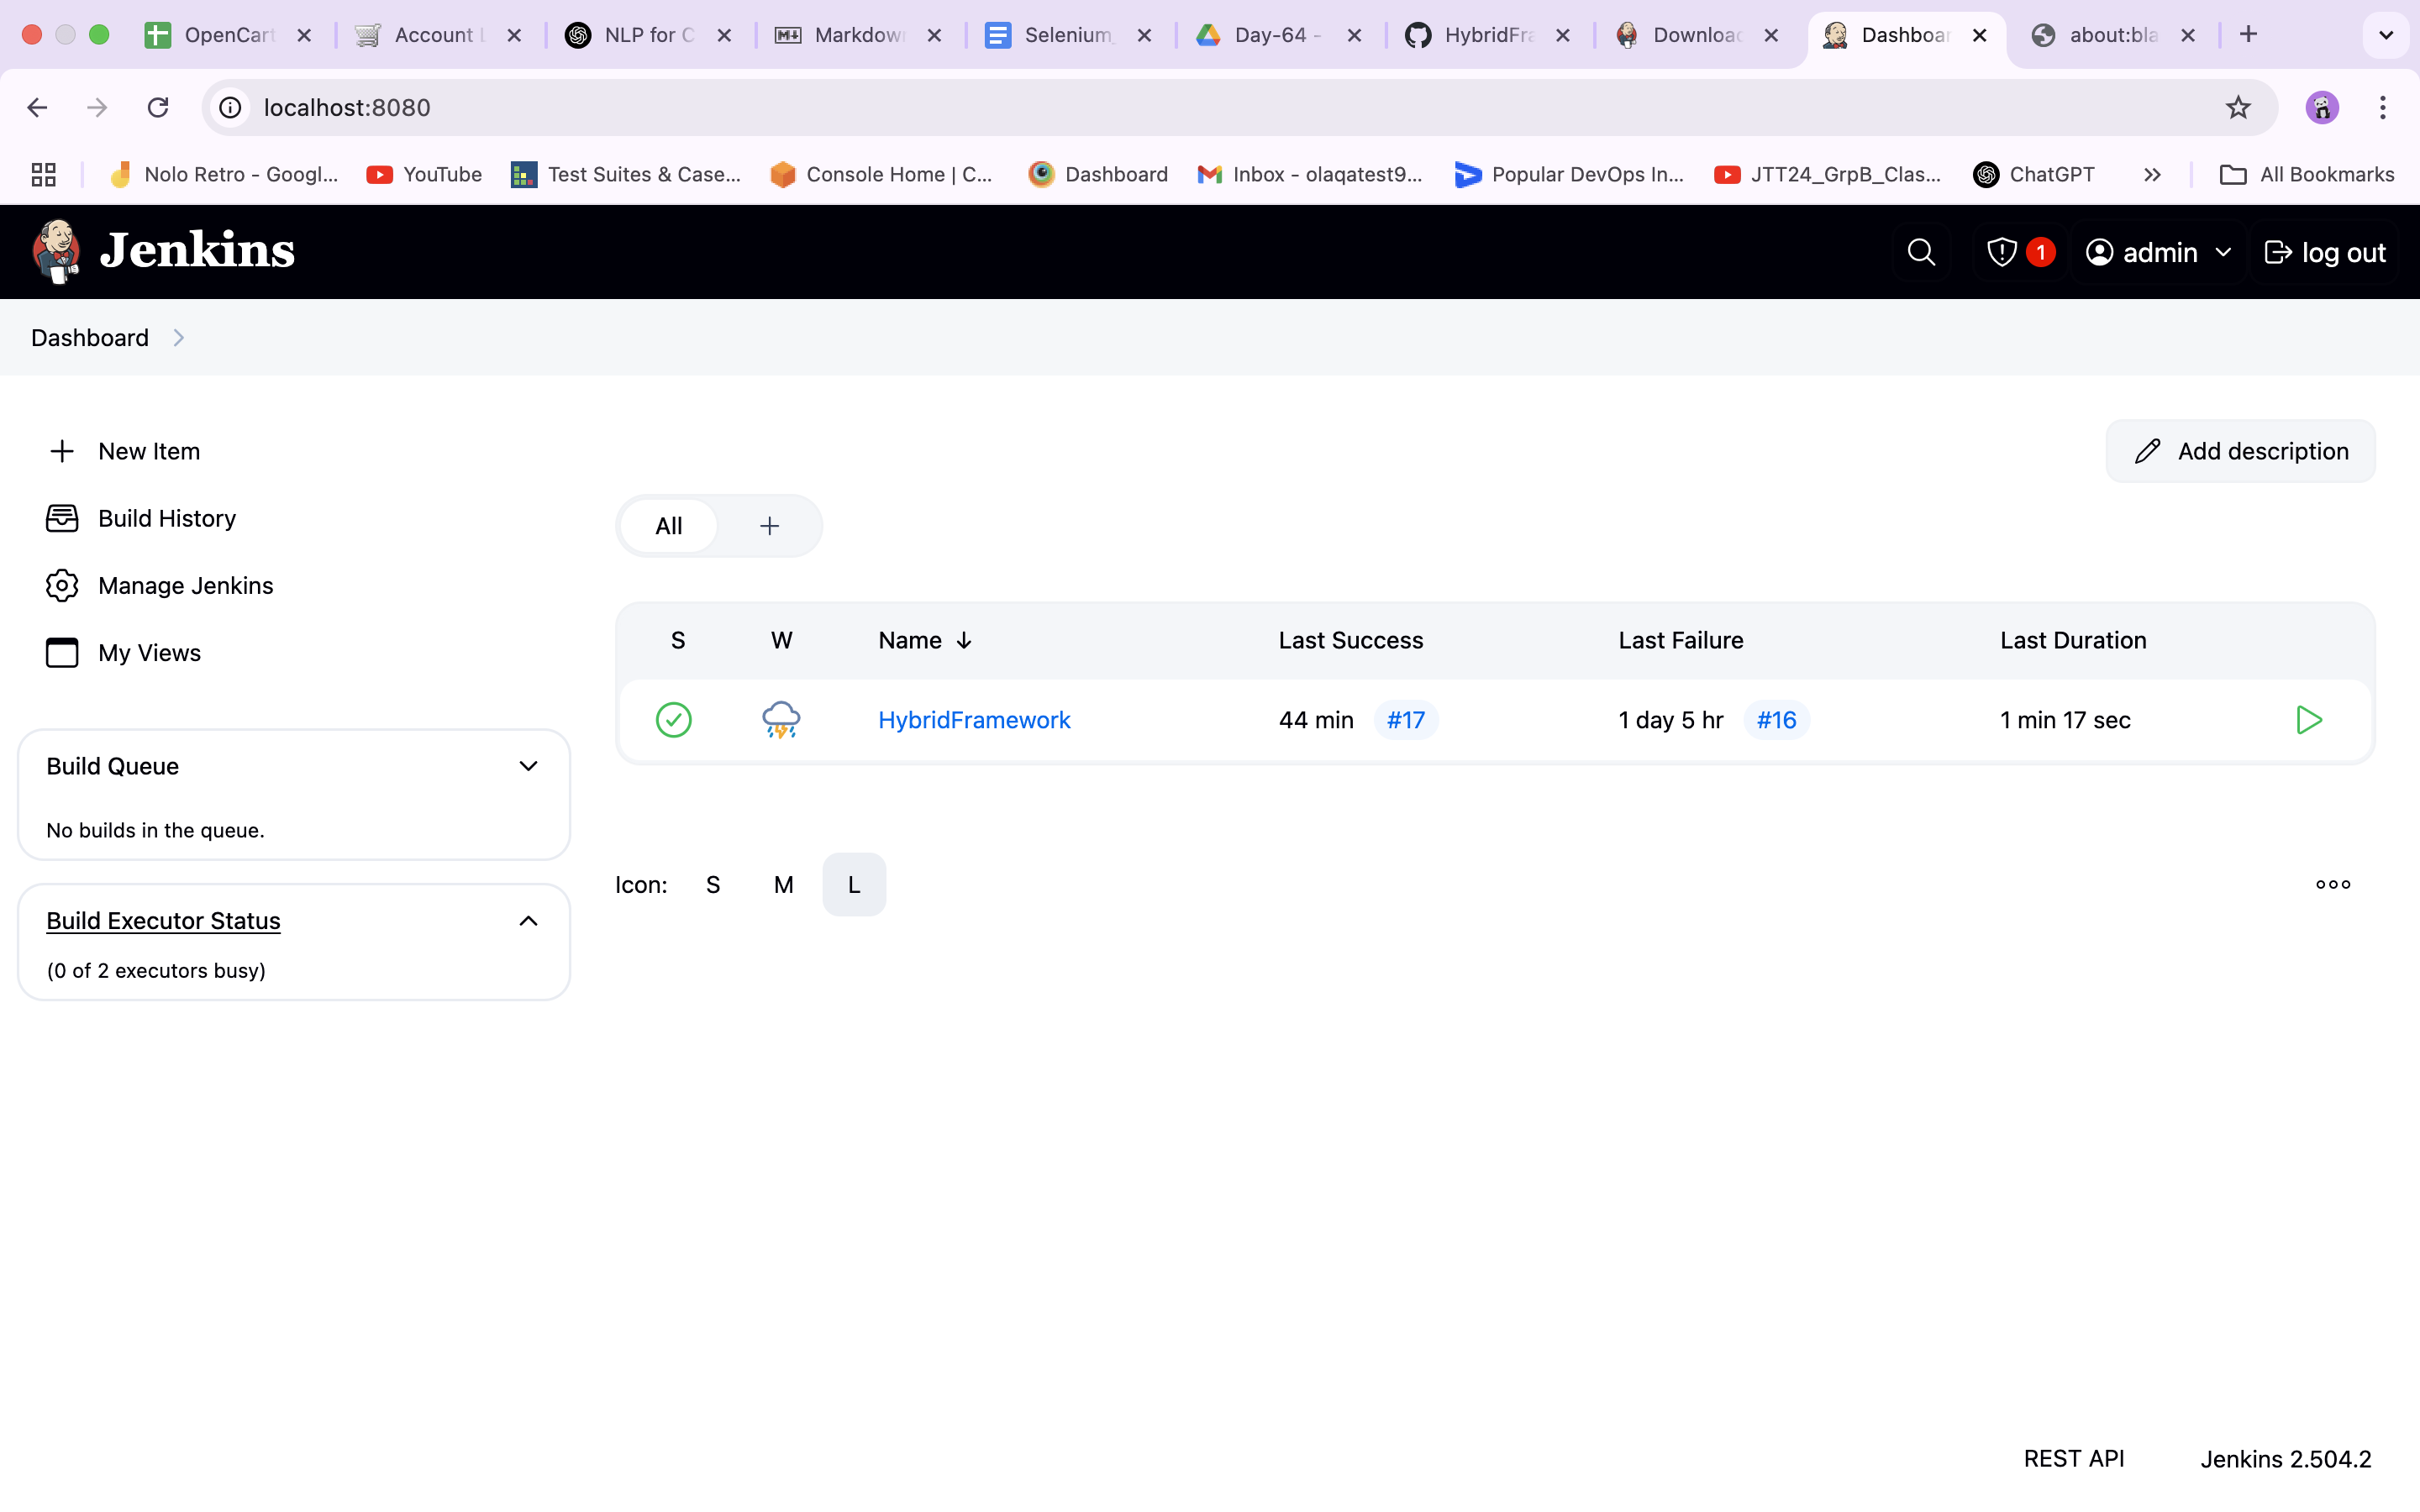 OpenCart Account L NLP for C Markdow Selenium_ Day-64 - HybridFra Downloac Dashboar about:bla
localhost:8080
Nolo Retro - Googl... YouTube Test Suites & Case... Console Home | C... Dashboard Inbox - olaqatest9... Popular DevOps In... JTT24_GrpB_Clas... ChatGPT All Bookmarks
Jenkins 1 admin log out
Dashboard
New Item
Add description
Build History
All +
Manage Jenkins
My Views
S W Name ↓ Last Success Last Failure Last Duration
HybridFramework 44 min #17 1 day 5 hr #16 1 min 17 sec
Build Queue
No builds in the queue.
Icon: S M L
Build Executor Status
(0 of 2 executors busy)
REST API Jenkins 2.504.2